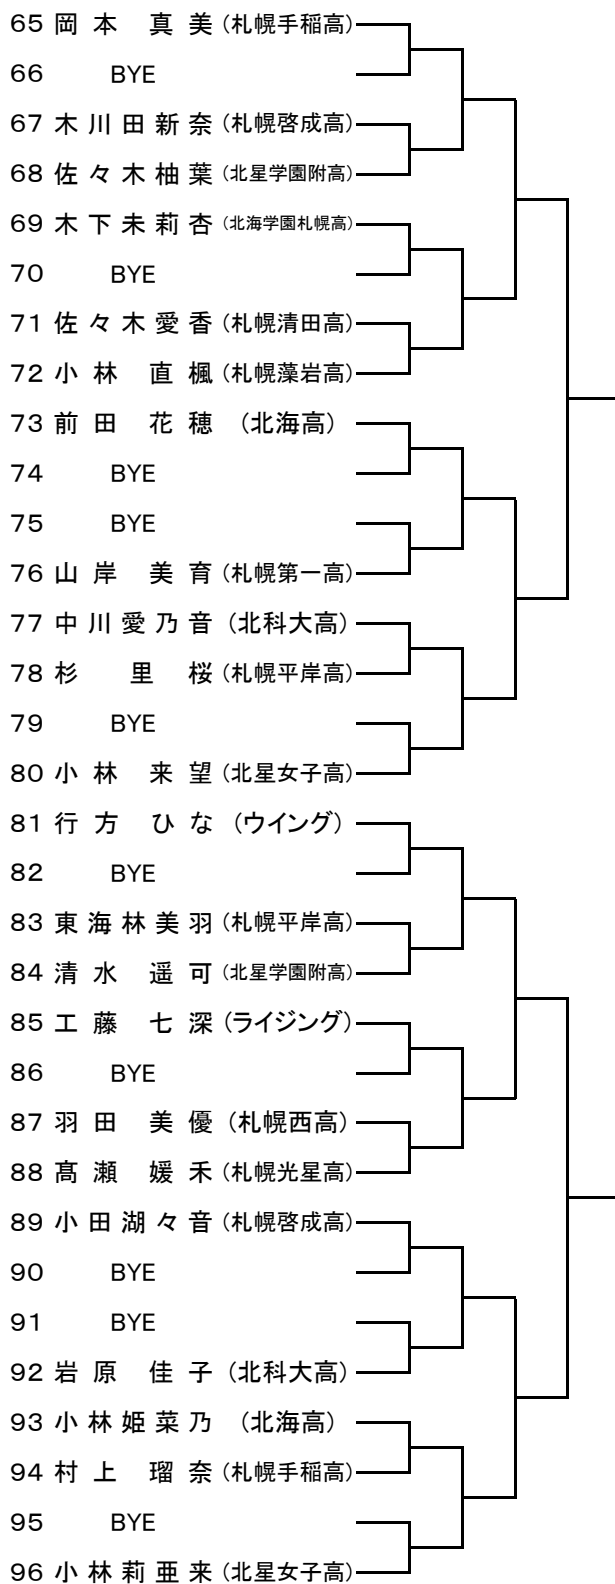 65 岡本 真美 (札幌手稲高)
66 BYE
67 木川田新奈 (札幌啓成高)
68 佐々木柚葉 (北星学園附高)
69 木下未莉杏 (北海学園札幌高)
70 BYE
71 佐々木愛香 (札幌清田高)
72 小林 直楓 (札幌藻岩高)
73 前田 花穂 (北海高)
74 BYE
75 BYE
76 山岸 美育 (札幌第一高)
77 中川愛乃音 (北科大高)
78 杉 里桜 (札幌平岸高)
79 BYE
80 小林 来望 (北星女子高)
81 行方 ひな (ウイング)
82 BYE
83 東海林美羽 (札幌平岸高)
84 清水 遥可 (北星学園附高)
85 工藤 七深 (ライジング)
86 BYE
87 羽田 美優 (札幌西高)
88 髙瀬 媛禾 (札幌光星高)
89 小田湖々音 (札幌啓成高)
90 BYE
91 BYE
92 岩原 佳子 (北科大高)
93 小林姫菜乃 (北海高)
94 村上 瑠奈 (札幌手稲高)
95 BYE
96 小林莉亜来 (北星女子高)